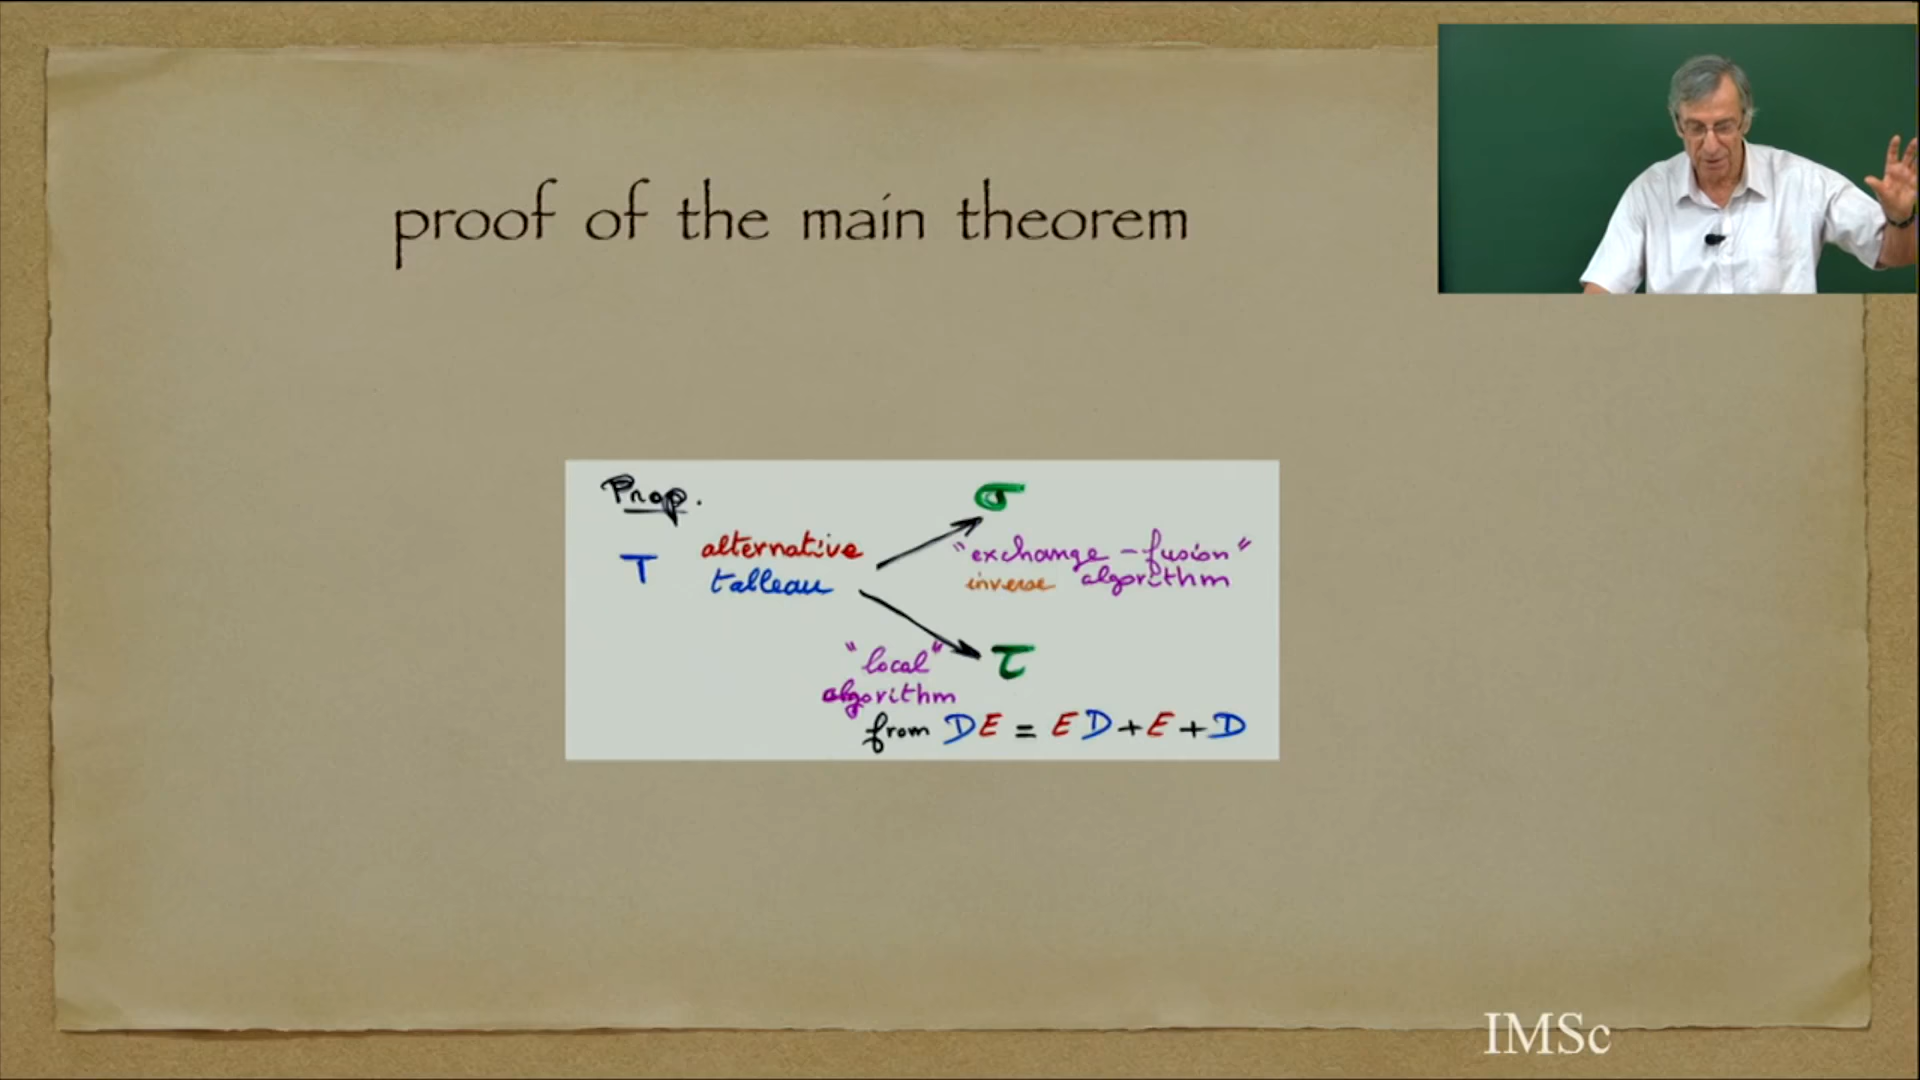 proof of the main theorem
Prop.
σ
T alternative tableau
"exchange-fusion"
inverse algorithm
"local"
algorithm
τ
from DE = ED + E + D
IMSc